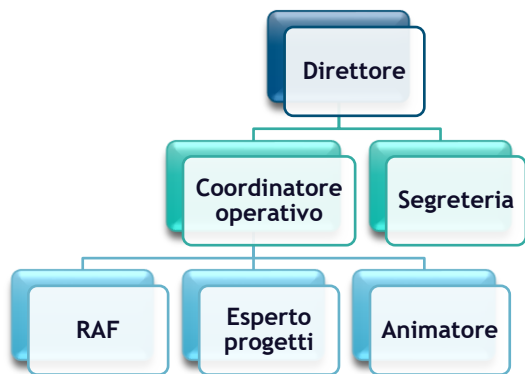 Direttore
Coordinatore
operativo
Segreteria
RAF
Esperto
progetti
Animatore